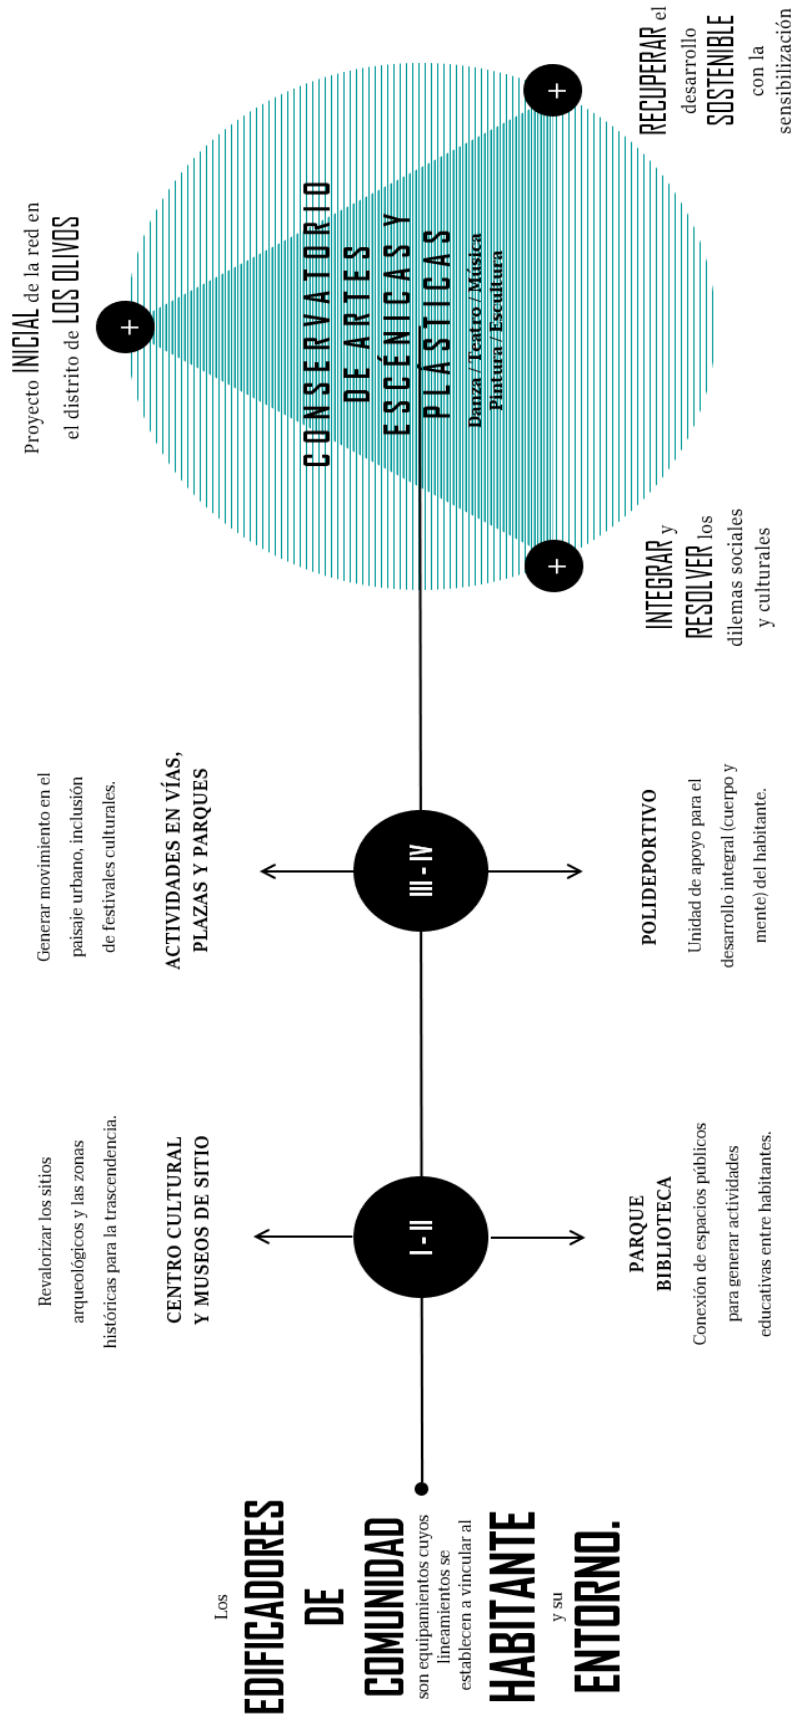 Los
EDIFICADORES
DE
COMUNIDAD
son equipamientos cuyos
lineamientos se
establecen a vincular al
HABITANTE
y su
ENTORNO.
Revalorizar los sitios
arqueológicos y las zonas
históricas para la trascendencia.
CENTRO CULTURAL
Y MUSEOS DE SITIO
I - II
PARQUE
BIBLIOTECA
Conexión de espacios públicos
para generar actividades
educativas entre habitantes.
Generar movimiento en el
paisaje urbano, inclusión
de festivales culturales.
ACTIVIDADES EN VÍAS,
PLAZAS Y PARQUES
III - IV
POLIDEPORTIVO
Unidad de apoyo para el
desarrollo integral (cuerpo y
mente) del habitante.
Proyecto INICIAL de la red en
el distrito de LOS OLIVOS
+
CONSERVATORIO
DE ARTES
ESCÉNICAS Y
PLÁSTICAS
Danza / Teatro / Música
Pintura / Escultura
+
INTEGRAR y
RESOLVER los
dilemas sociales
y culturales
+
RECUPERAR el
desarrollo
SOSTENIBLE
con la
sensibilización